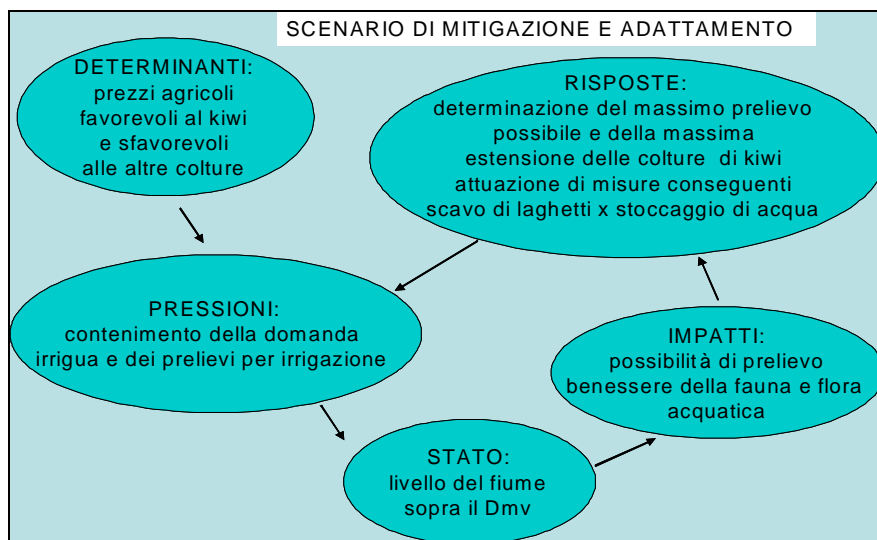 SCENARIO DI MITIGAZIONE E ADATTAMENTO
DETERMINANTI:
prezzi agricoli
favorevoli al kiwi
e sfavorevoli
alle altre colture
RISPOSTE:
determinazione del massimo prelievo
possibile e della massima
estensione delle colture di kiwi
attuazione di misure conseguenti
scavo di laghetti x stoccaggio di acqua
PRESSIONI:
contenimento della domanda
irrigua e dei prelievi per irrigazione
IMPATTI:
possibilità di prelievo
benessere della fauna e flora
acquatica
STATO:
livello del fiume
sopra il Dmv